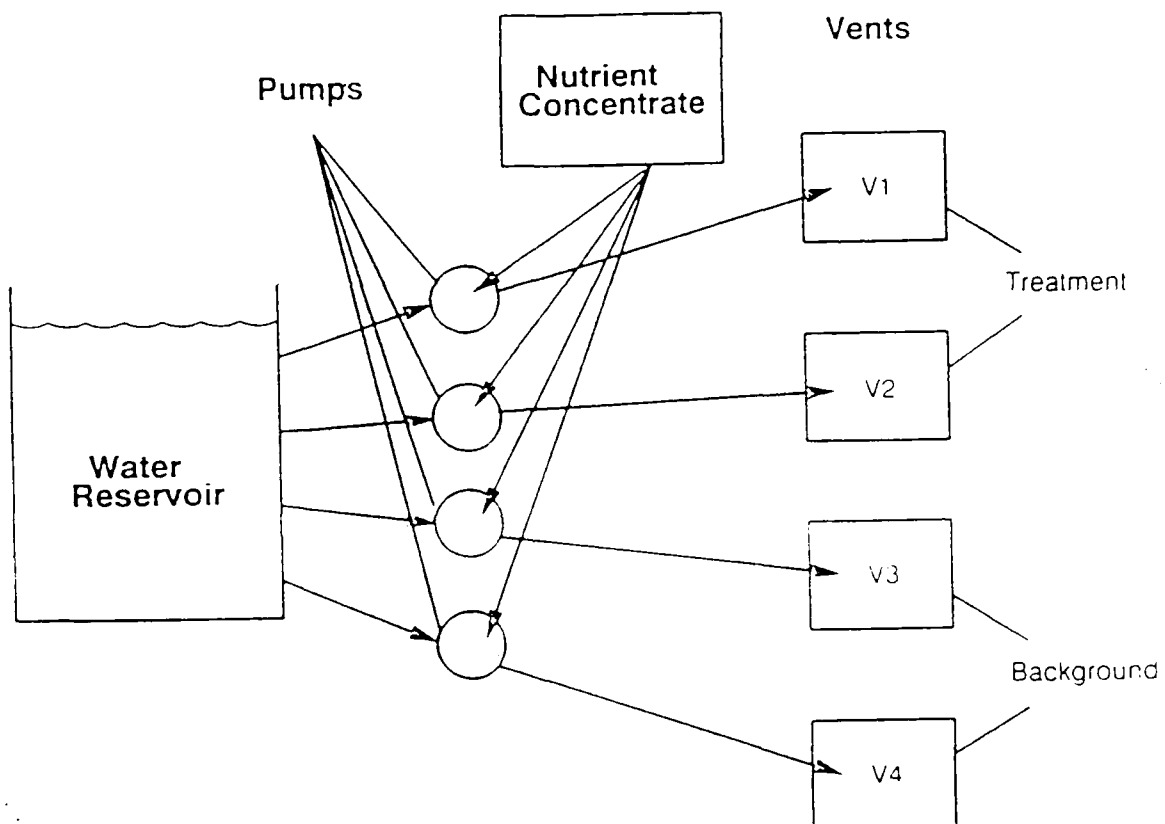 Vents
Nutrient
Concentrate
Pumps
V1
Treatment
V2
Water
Reservoir
V3
Background
V4